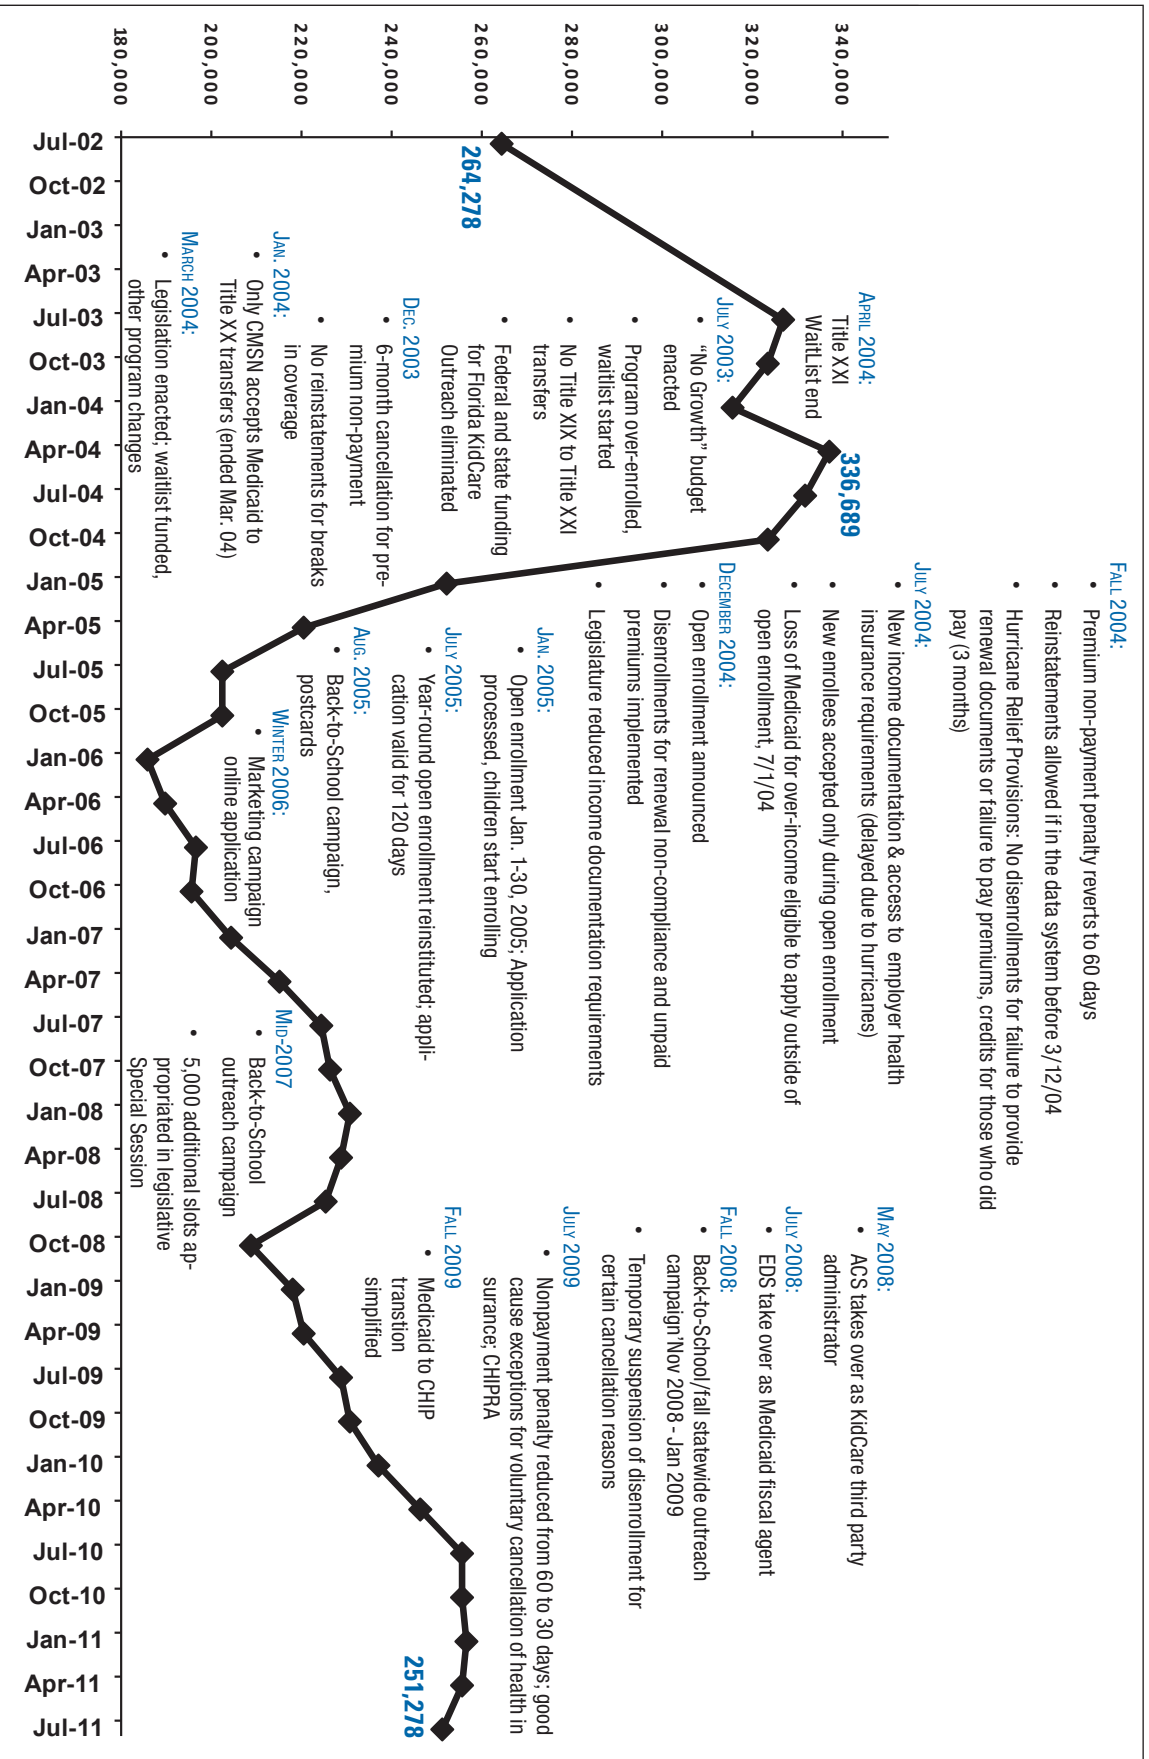 340,000
320,000
300,000
280,000
260,000
240,000
220,000
200,000
180,000
Jul-02
Oct-02
Jan-03
Apr-03
Jul-03
Oct-03
Jan-04
Apr-04
Jul-04
Oct-04
Jan-05
Apr-05
Jul-05
Oct-05
Jan-06
Apr-06
Jul-06
Oct-06
Jan-07
Apr-07
Jul-07
Oct-07
Jan-08
Apr-08
Jul-08
Oct-08
Jan-09
Apr-09
Jul-09
Oct-09
Jan-10
Apr-10
Jul-10
Oct-10
Jan-11
Apr-11
Jul-11
264,278
336,689
251,278
APRIL 2004:
Title XXI
WaitList end
JULY 2003:
• “No Growth” budget
enacted
• Program over-enrolled,
waitlist started
• No Title XIX to Title XXI
transfers
• Federal and state funding
for Florida KidCare
Outreach eliminated
DEC. 2003
• 6-month cancellation for pre-
mium non-payment
• No reinstatements for breaks
in coverage
JAN. 2004:
• Only CMSN accepts Medicaid to
Title XX transfers (ended Mar. 04)
MARCH 2004:
• Legislation enacted; waitlist funded,
other program changes
FALL 2004:
• Premium non-payment penalty reverts to 60 days
• Reinstatements allowed if in the data system before 3/12/04
• Hurricane Relief Provisions: No disenrollments for failure to provide
renewal documents or failure to pay premiums, credits for those who did
pay (3 months)
JULY 2004:
• New income documentation & access to employer health
insurance requirements (delayed due to hurricanes)
• New enrollees accepted only during open enrollment
• Loss of Medicaid for over-income eligible to apply outside of
open enrollment, 7/1/04
DECEMBER 2004:
• Open enrollment announced
• Disenrollments for renewal non-compliance and unpaid
premiums implemented
• Legislature reduced income documentation requirements
JAN. 2005:
• Open enrollment Jan. 1-30, 2005; Application
processed, children start enrolling
JULY 2005:
• Year-round open enrollment reinstituted; appli-
cation valid for 120 days
AUG. 2005:
• Back-to-School campaign,
postcards
WINTER 2006:
• Marketing campaign
online application
MID-2007
• Back-to-School
outreach campaign
• 5,000 additional slots ap-
propriated in legislative
Special Session
MAY 2008:
• ACS takes over as KidCare third party
administrator
JULY 2008:
• EDS take over as Medicaid fiscal agent
FALL 2008:
• Back-to-School/fall statewide outreach
campaign'Nov 2008 - Jan 2009
• Temporary suspension of disenrollment for
certain cancellation reasons
JULY 2009
• Nonpayment penalty reduced from 60 to 30 days; good
cause exceptions for voluntary cancellation of health in
surance; CHIPRA
FALL 2009
• Medicaid to CHIP
transtion
simplified